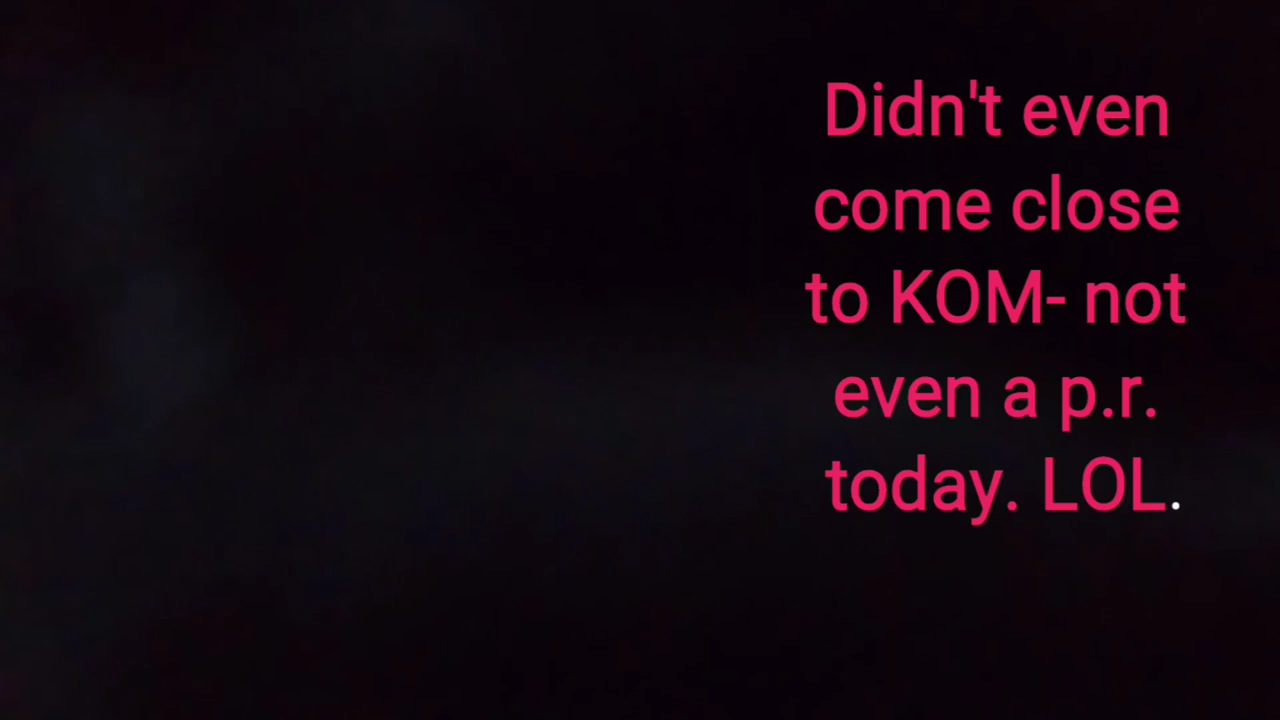 Didn't even
come close
to KOM- not
even a p.r.
today. LOL.